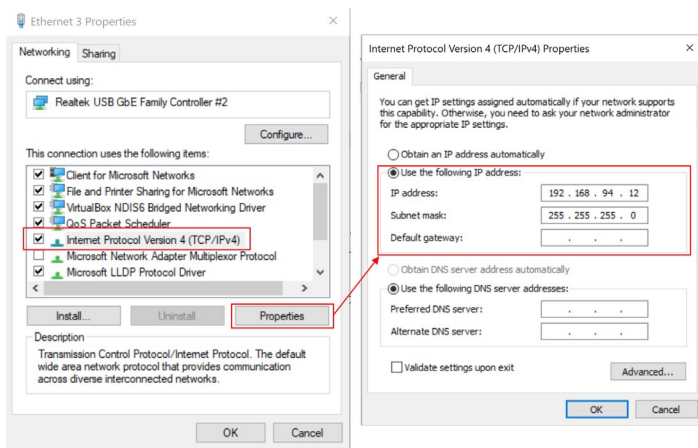 Ethernet 3 Properties
Networking
Sharing
Connect using:
Realtek USB GbE Family Controller #2
Configure...
This connection uses the following items:
Client for Microsoft Networks
File and Printer Sharing for Microsoft Networks
VirtualBox NDIS6 Bridged Networking Driver
QoS Packet Scheduler
Internet Protocol Version 4 (TCP/IPv4)
Microsoft Network Adapter Multiplexor Protocol
Microsoft LLDP Protocol Driver
Install...
Uninstall
Properties
Description
Transmission Control Protocol/Internet Protocol. The default
wide area network protocol that provides communication
across diverse interconnected networks.
OK
Cancel
Internet Protocol Version 4 (TCP/IPv4) Properties
General
You can get IP settings assigned automatically if your network supports
this capability. Otherwise, you need to ask your network administrator
for the appropriate IP settings.
Obtain an IP address automatically
Use the following IP address:
IP address: 192 . 168 . 94 . 12
Subnet mask: 255 . 255 . 255 . 0
Default gateway: . . .
Obtain DNS server address automatically
Use the following DNS server addresses:
Preferred DNS server: . . .
Alternate DNS server: . . .
Validate settings upon exit
Advanced...
OK
Cancel